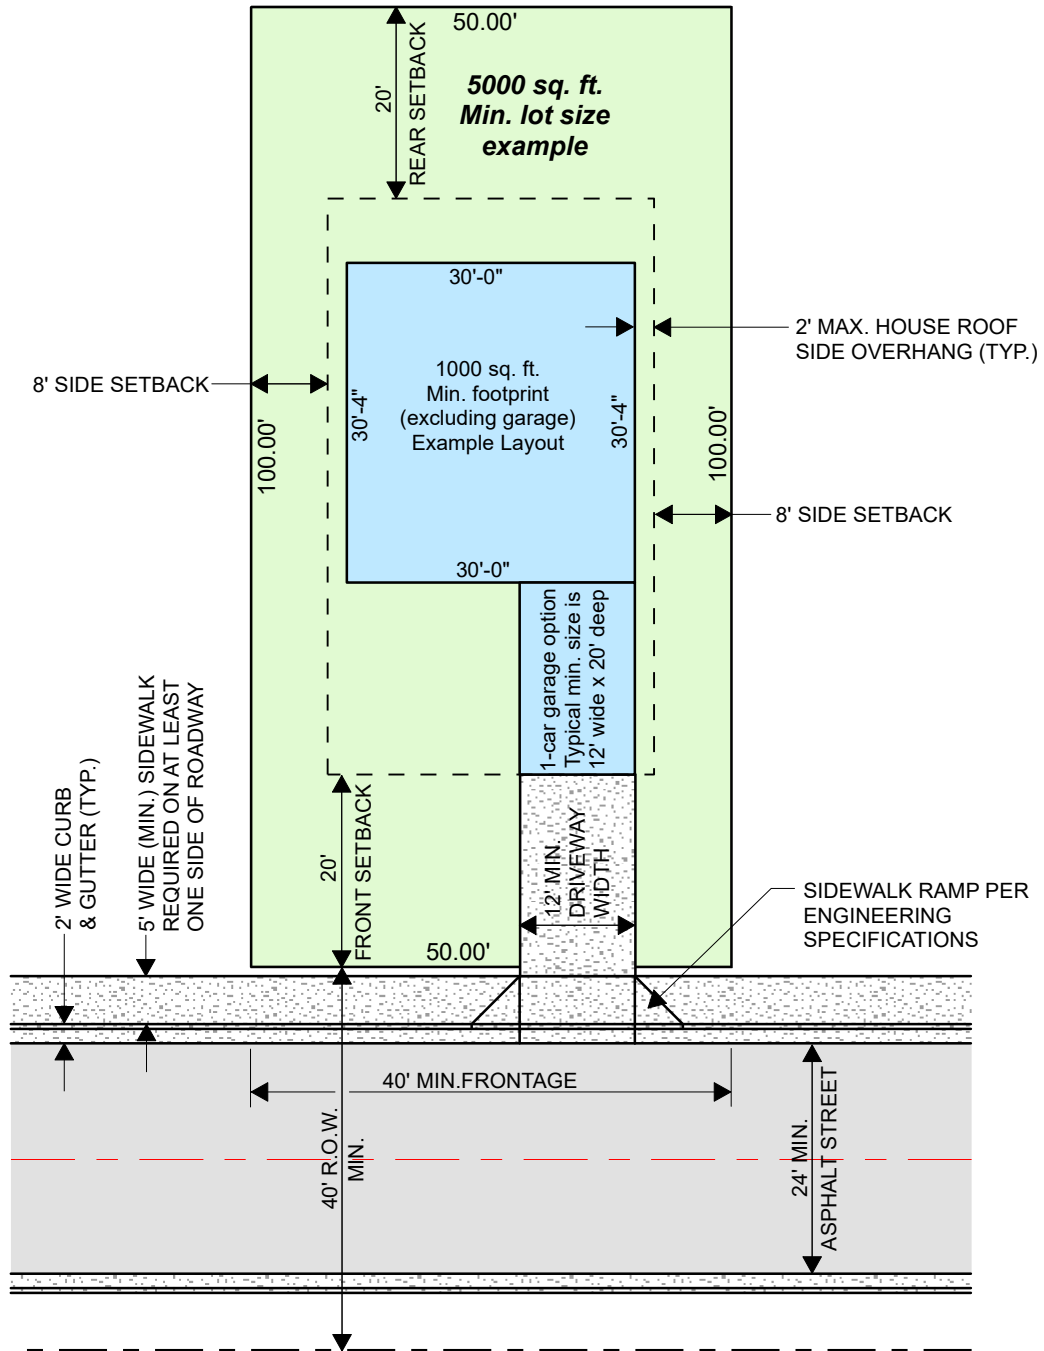 50.00'
20'
REAR SETBACK
5000 sq. ft.
Min. lot size
example
30'-0"
2' MAX. HOUSE ROOF
SIDE OVERHANG (TYP.)
8' SIDE SETBACK
1000 sq. ft.
Min. footprint
(excluding garage)
Example Layout
30'-4"
30'-4"
100.00'
100.00'
8' SIDE SETBACK
30'-0"
1-car garage option
Typical min. size is
12' wide x 20' deep
2' WIDE CURB
& GUTTER (TYP.)
5' WIDE (MIN.) SIDEWALK
REQUIRED ON AT LEAST
ONE SIDE OF ROADWAY
20'
FRONT SETBACK
12' MIN.
DRIVEWAY
WIDTH
SIDEWALK RAMP PER
ENGINEERING
SPECIFICATIONS
50.00'
40' MIN.FRONTAGE
40' R.O.W.
MIN.
24' MIN.
ASPHALT STREET